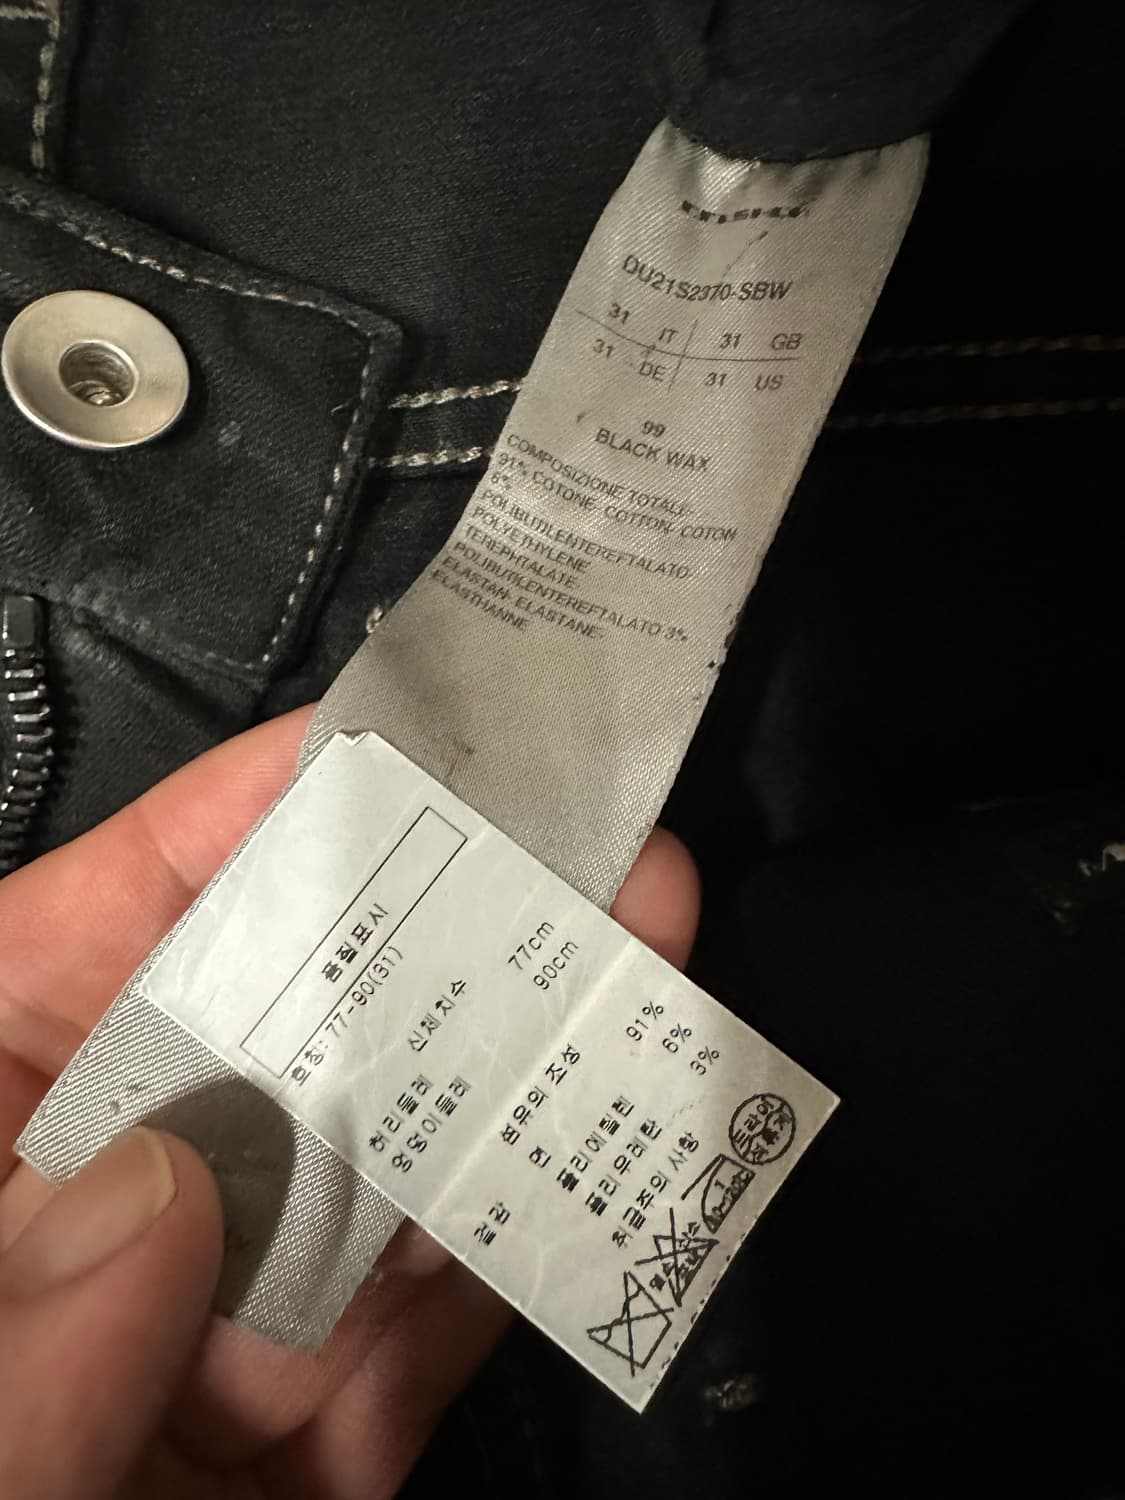 DU21S2370-SBW
31 IT 31 GB
31 DE 31 US
99
BLACK WAX
COMPOSIZIONE TOTALE:
91% COTONE- COTTON- COTON
6%
POLIBUTILENTEREFTALATO-
POLYETHYLENE
TEREPHTALATE
POLIBUTILENTEREFTALATO 3%
ELASTAN- ELASTANE-
ELASTHANNE
품질표시
호칭: 77-90(31)
신체치수
허리둘레 77cm
엉덩이둘레 90cm
섬유의 조성
겉감 면 91%
폴리에틸렌 6%
폴리우레탄 3%
취급주의 사항